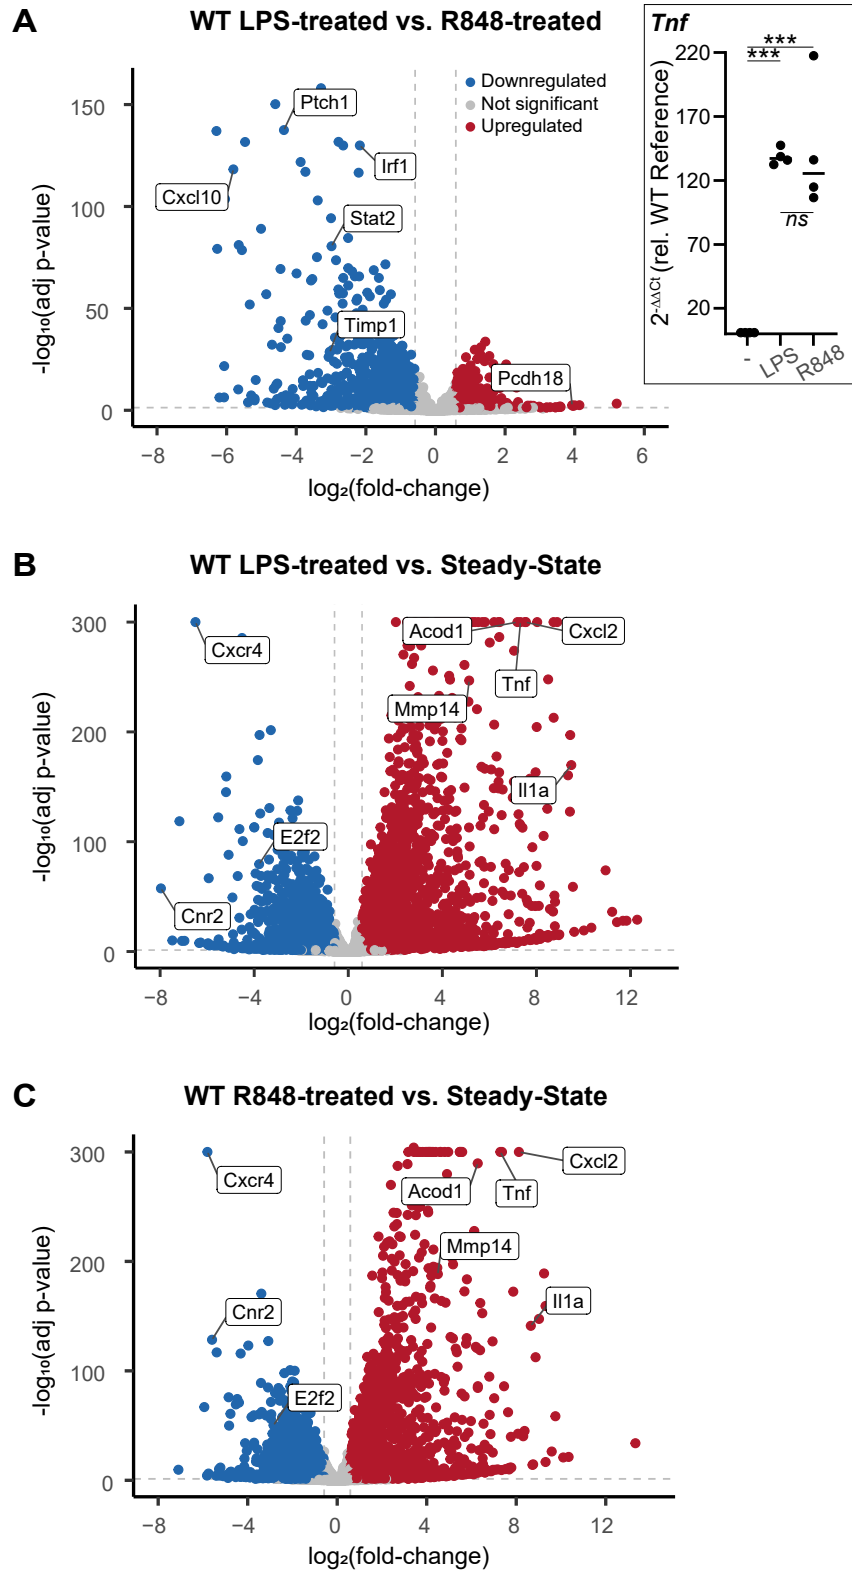 A
WT LPS-treated vs. R848-treated
Downregulated
Not significant
Upregulated
-log₁₀(adj p-value)
150
100
50
0
Ptch1
Irf1
Cxcl10
Stat2
Timp1
Pcdh18
−8 −6 −4 −2 0 2 4 6
log₂(fold-change)
Tnf
***
***
220
170
120
70
20
ns
2^-ΔΔCt (rel. WT Reference)
- LPS R848
B
WT LPS-treated vs. Steady-State
-log₁₀(adj p-value)
300
200
100
0
Cxcr4
Acod1
Cxcl2
Tnf
Mmp14
Il1a
E2f2
Cnr2
−8 −4 0 4 8 12
log₂(fold-change)
C
WT R848-treated vs. Steady-State
-log₁₀(adj p-value)
300
200
100
0
Cxcr4
Cxcl2
Acod1
Tnf
Mmp14
Cnr2
Il1a
E2f2
−8 −4 0 4 8 12
log₂(fold-change)